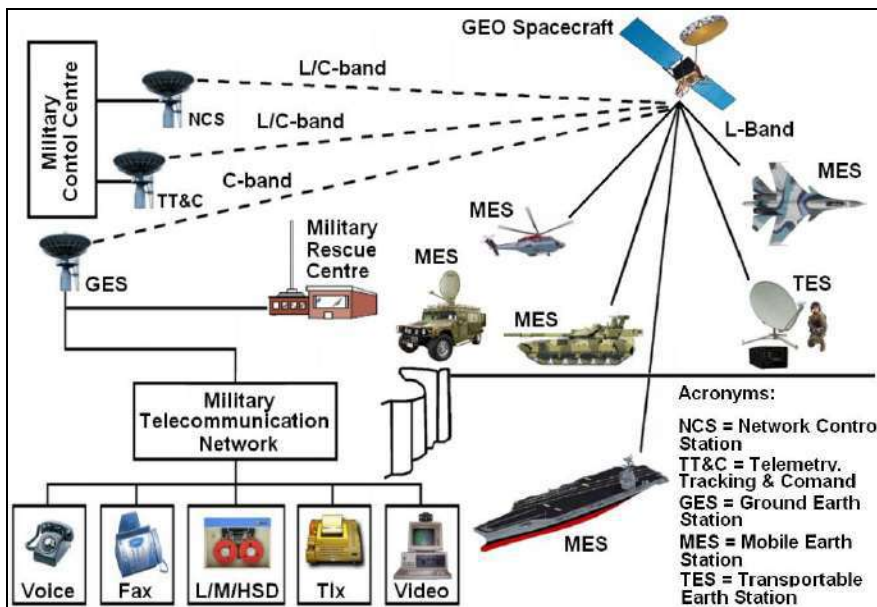 GEO Spacecraft
L/C-band
L/C-band
C-band
L-Band
Military
Contol Centre
NCS
TT&C
GES
Military
Rescue
Centre
MES
MES
MES
MES
TES
Military
Telecommunication
Network
Voice
Fax
L/M/HSD
Tlx
Video
MES
Acronyms:
NCS = Network Contro
Station
TT&C = Telemetry.
Tracking & Comand
GES = Ground Earth
Station
MES = Mobile Earth
Station
TES = Transportable
Earth Station